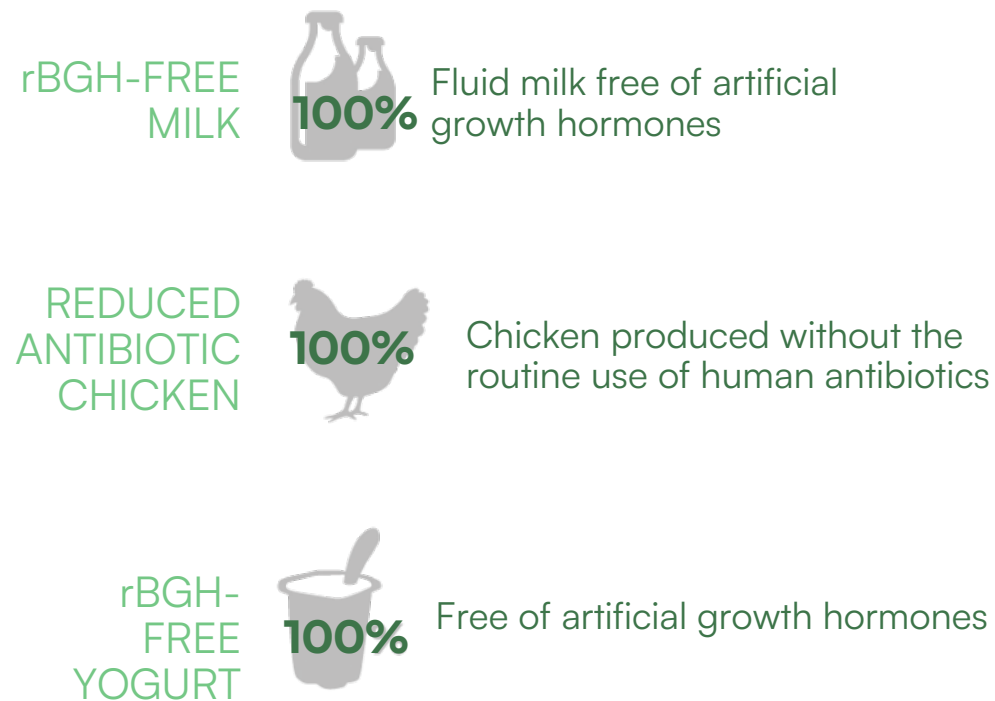 rBGH-FREE
MILK
100%
Fluid milk free of artificial
growth hormones
REDUCED
ANTIBIOTIC
CHICKEN
100%
Chicken produced without the
routine use of human antibiotics
rBGH-
FREE
YOGURT
100%
Free of artificial growth hormones